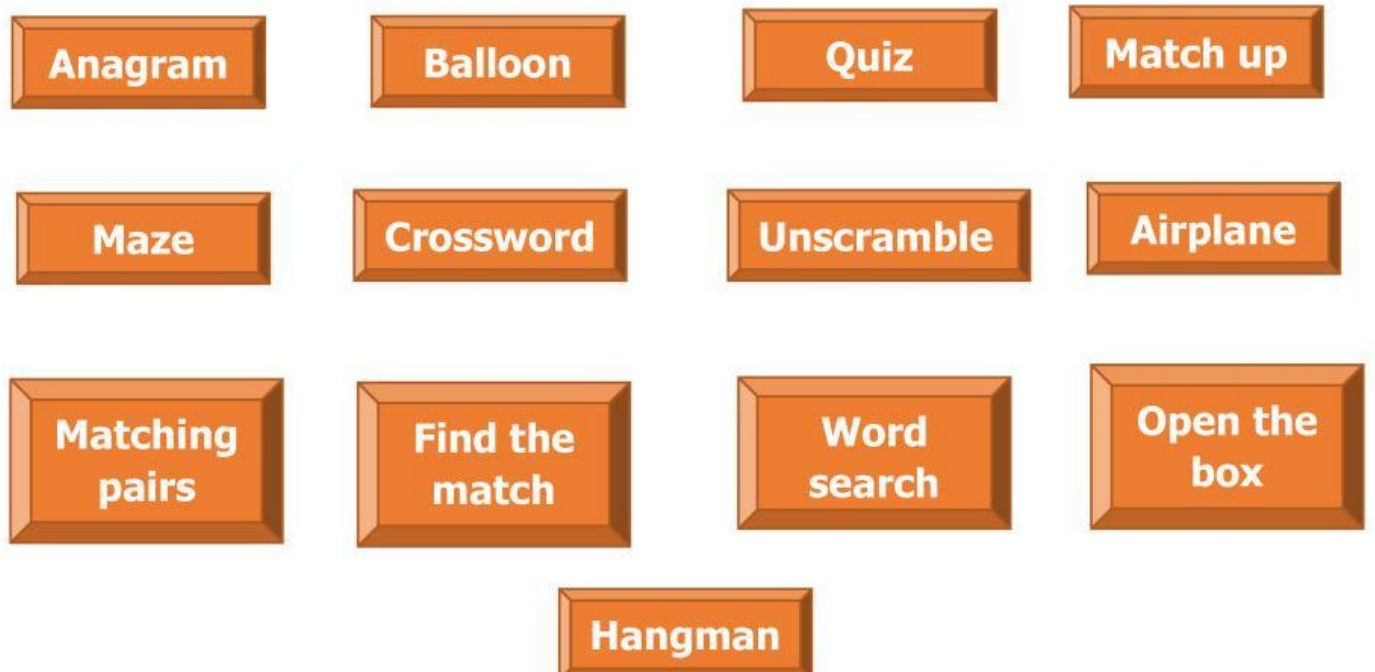 Anagram
Balloon
Quiz
Match up
Maze
Crossword
Unscramble
Airplane
Matching
pairs
Find the
match
Word
search
Open the
box
Hangman